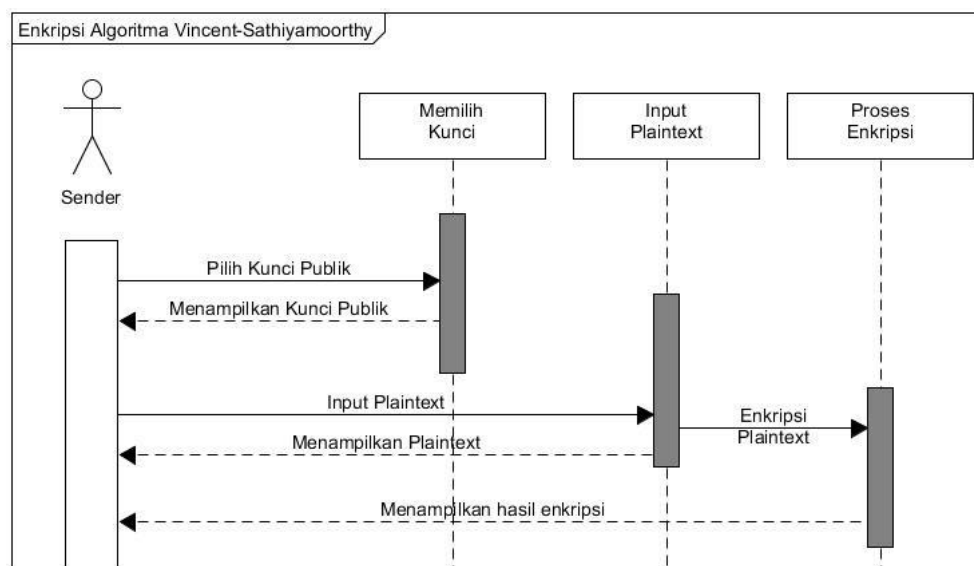 Enkripsi Algoritma Vincent-Sathiyamoorthy
Sender
Memilih
Kunci
Input
Plaintext
Proses
Enkripsi
Pilih Kunci Publik
Menampilkan Kunci Publik
Input Plaintext
Enkripsi
Plaintext
Menampilkan Plaintext
Menampilkan hasil enkripsi